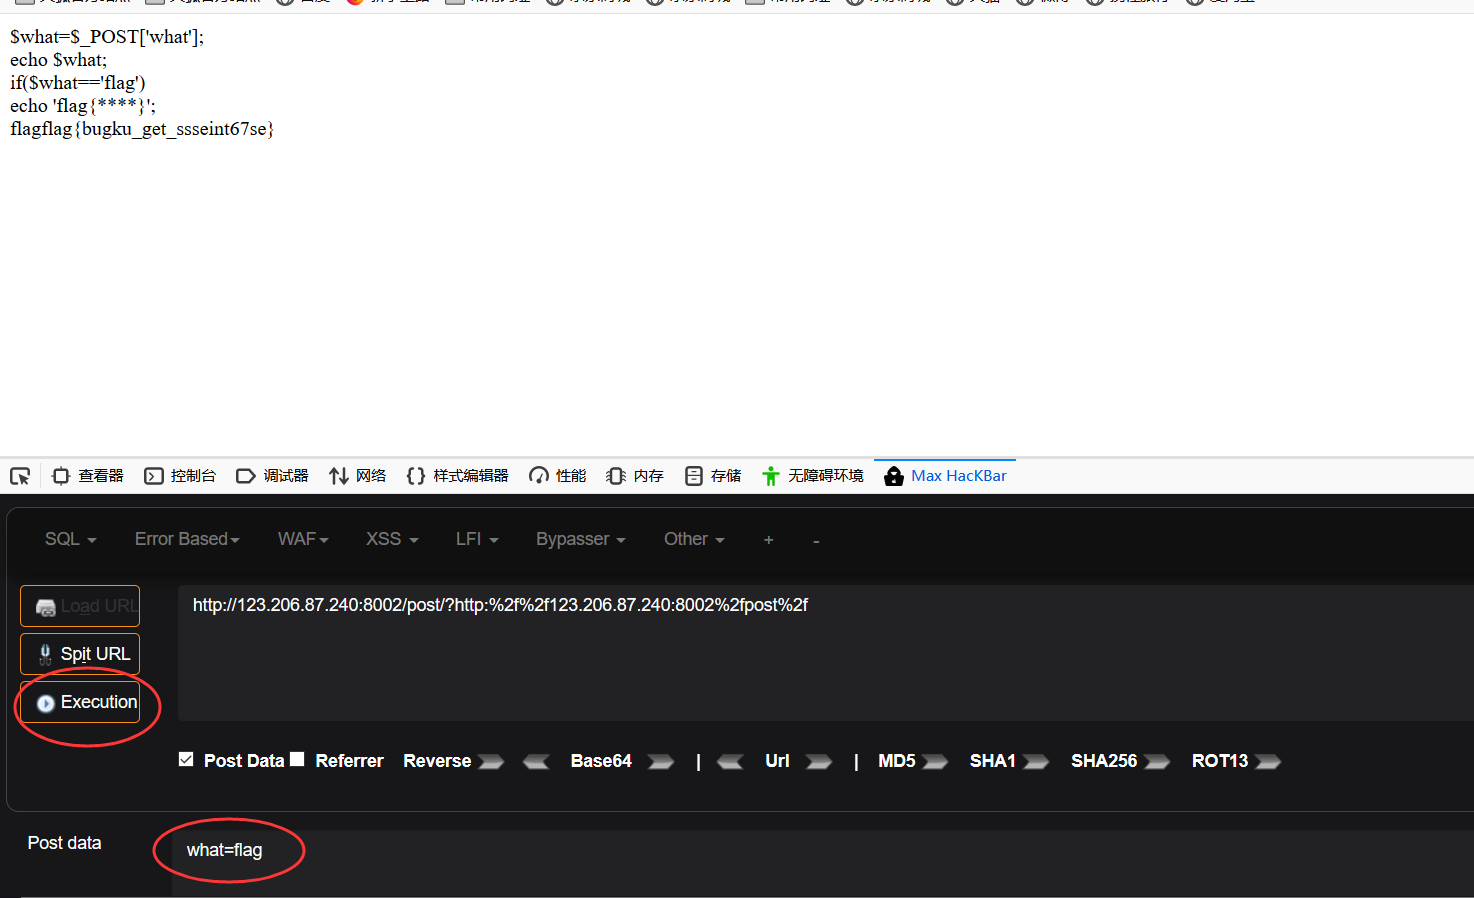 $what=$_POST['what'];
echo $what;
if($what=='flag')
echo 'flag{****}';
flagflag{bugku_get_ssseint67se}
查看器 控制台 调试器 网络 样式编辑器 性能 内存 存储 无障碍环境 Max HacKBar
SQL Error Based WAF XSS LFI Bypasser Other + -
Load URL
http://123.206.87.240:8002/post/?http:%2f%2f123.206.87.240:8002%2fpost%2f
Spit URL
Execution
Post Data Referrer Reverse Base64 | Url | MD5 SHA1 SHA256 ROT13
Post data
what=flag